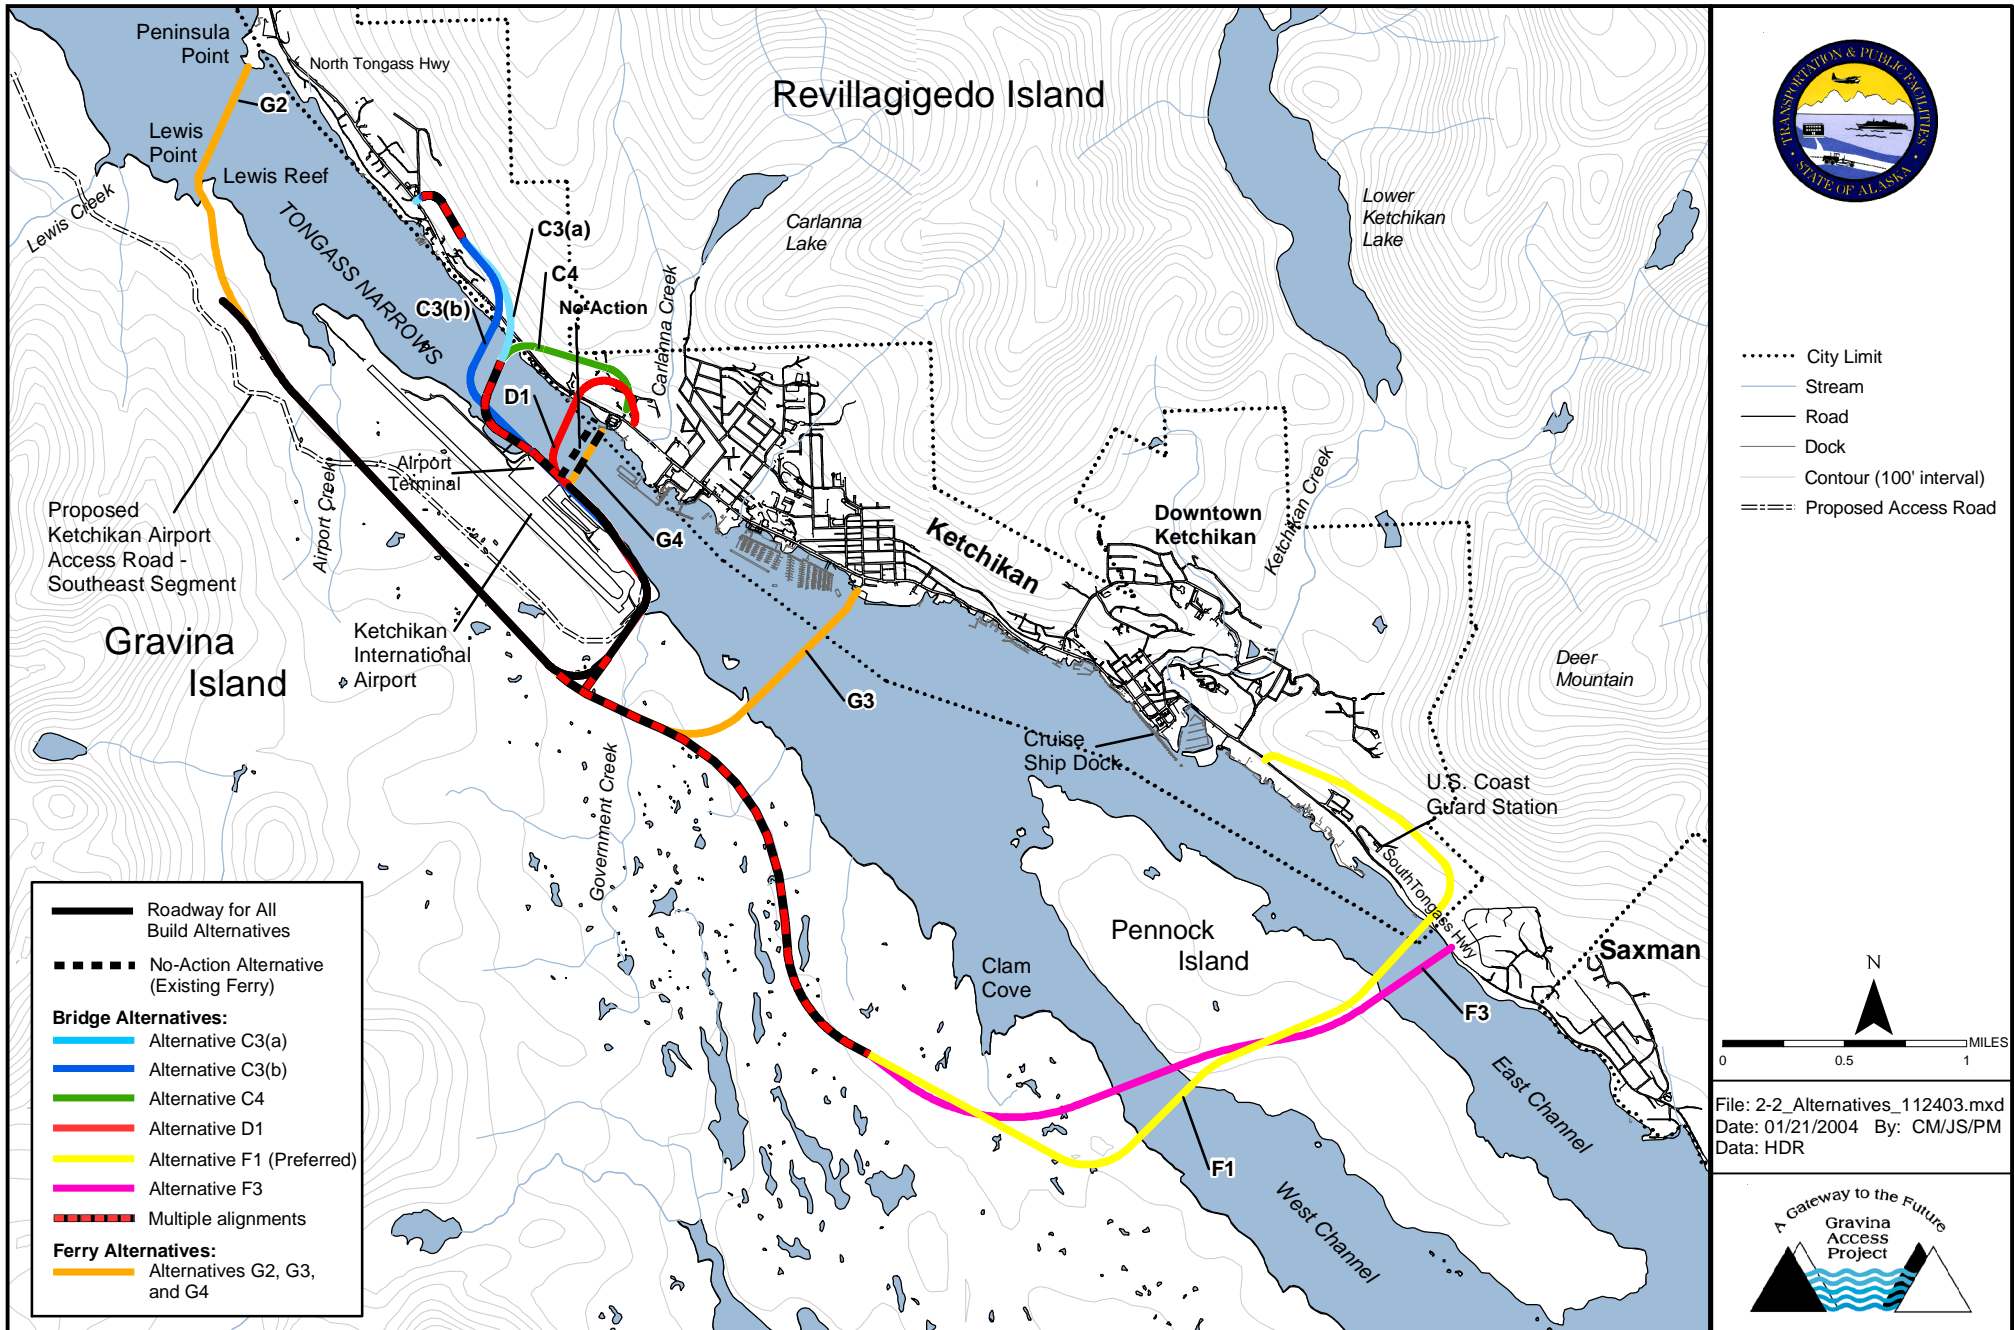 Peninsula
Point
North Tongass Hwy
G2
Lewis
Point
Lewis Reef
Lewis Creek
TONGASS NARROWS
Revillagigedo Island
C3(a)
C4
C3(b)
No-Action
Carlanna Creek
Carlanna
Lake
Lower
Ketchikan
Lake
D1
Airport
Terminal
Airport Creek
G4
Proposed
Ketchikan Airport
Access Road -
Southeast Segment
Gravina
Island
Ketchikan
International
Airport
Ketchikan
Downtown
Ketchikan
Ketchikan Creek
Deer
Mountain
G3
Cruise
Ship Dock
Government Creek
U.S. Coast
Guard Station
South Tongass Hwy
Saxman
Pennock
Island
Clam
Cove
F3
East Channel
F1
West Channel
Roadway for All
Build Alternatives
No-Action Alternative
(Existing Ferry)
Bridge Alternatives:
Alternative C3(a)
Alternative C3(b)
Alternative C4
Alternative D1
Alternative F1 (Preferred)
Alternative F3
Multiple alignments
Ferry Alternatives:
Alternatives G2, G3,
and G4
TRANSPORTATION & PUBLIC FACILITIES
STATE OF ALASKA
City Limit
Stream
Road
Dock
Contour (100' interval)
Proposed Access Road
N
MILES
0 0.5 1
File: 2-2_Alternatives_112403.mxd
Date: 01/21/2004 By: CM/JS/PM
Data: HDR
A Gateway to the Future
Gravina
Access
Project